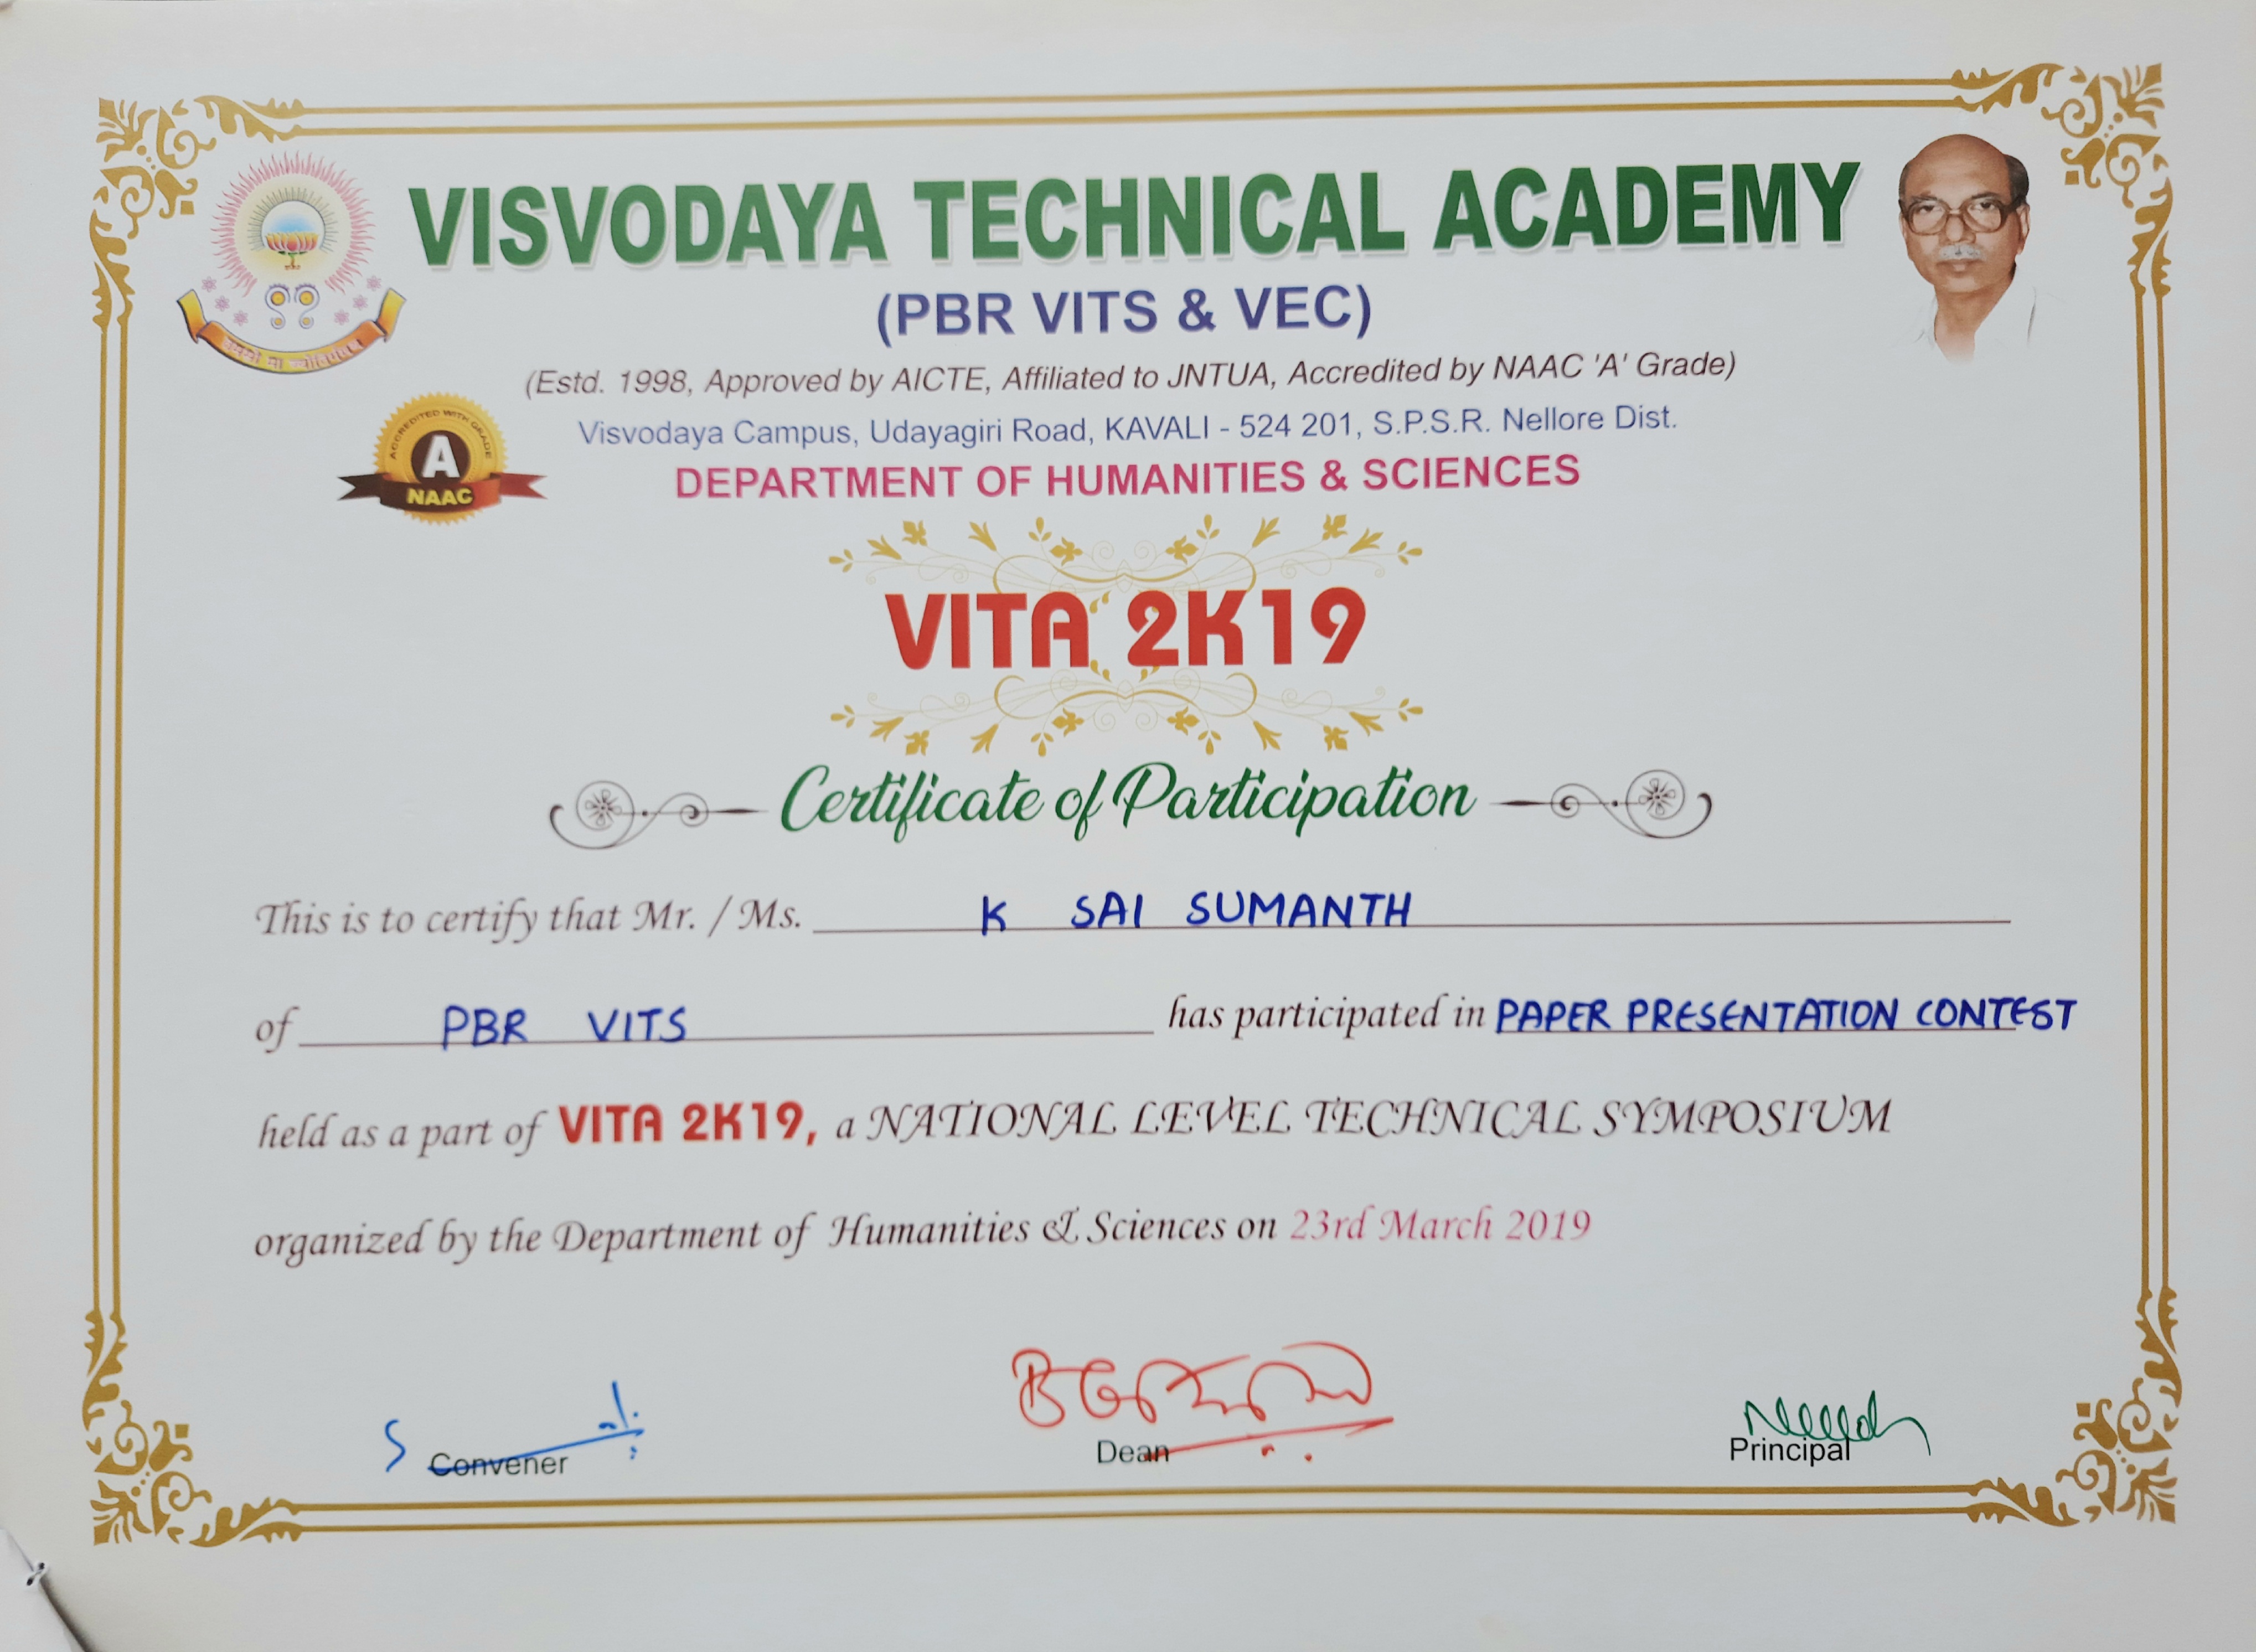 VISVODAYA TECHNICAL ACADEMY
(PBR VITS & VEC)
(Estd. 1998, Approved by AICTE, Affiliated to JNTUA, Accredited by NAAC 'A' Grade)
Visvodaya Campus, Udayagiri Road, KAVALI - 524 201, S.P.S.R. Nellore Dist.
DEPARTMENT OF HUMANITIES & SCIENCES
ACCREDITED WITH GRADE
A
NAAC
VITA 2K19
Certificate of Participation
This is to certify that Mr. / Ms. K SAI SUMANTH
of PBR VITS has participated in PAPER PRESENTATION CONTEST
held as a part of VITA 2K19, a NATIONAL LEVEL TECHNICAL SYMPOSIUM
organized by the Department of Humanities & Sciences on 23rd March 2019
Convener Dean Principal